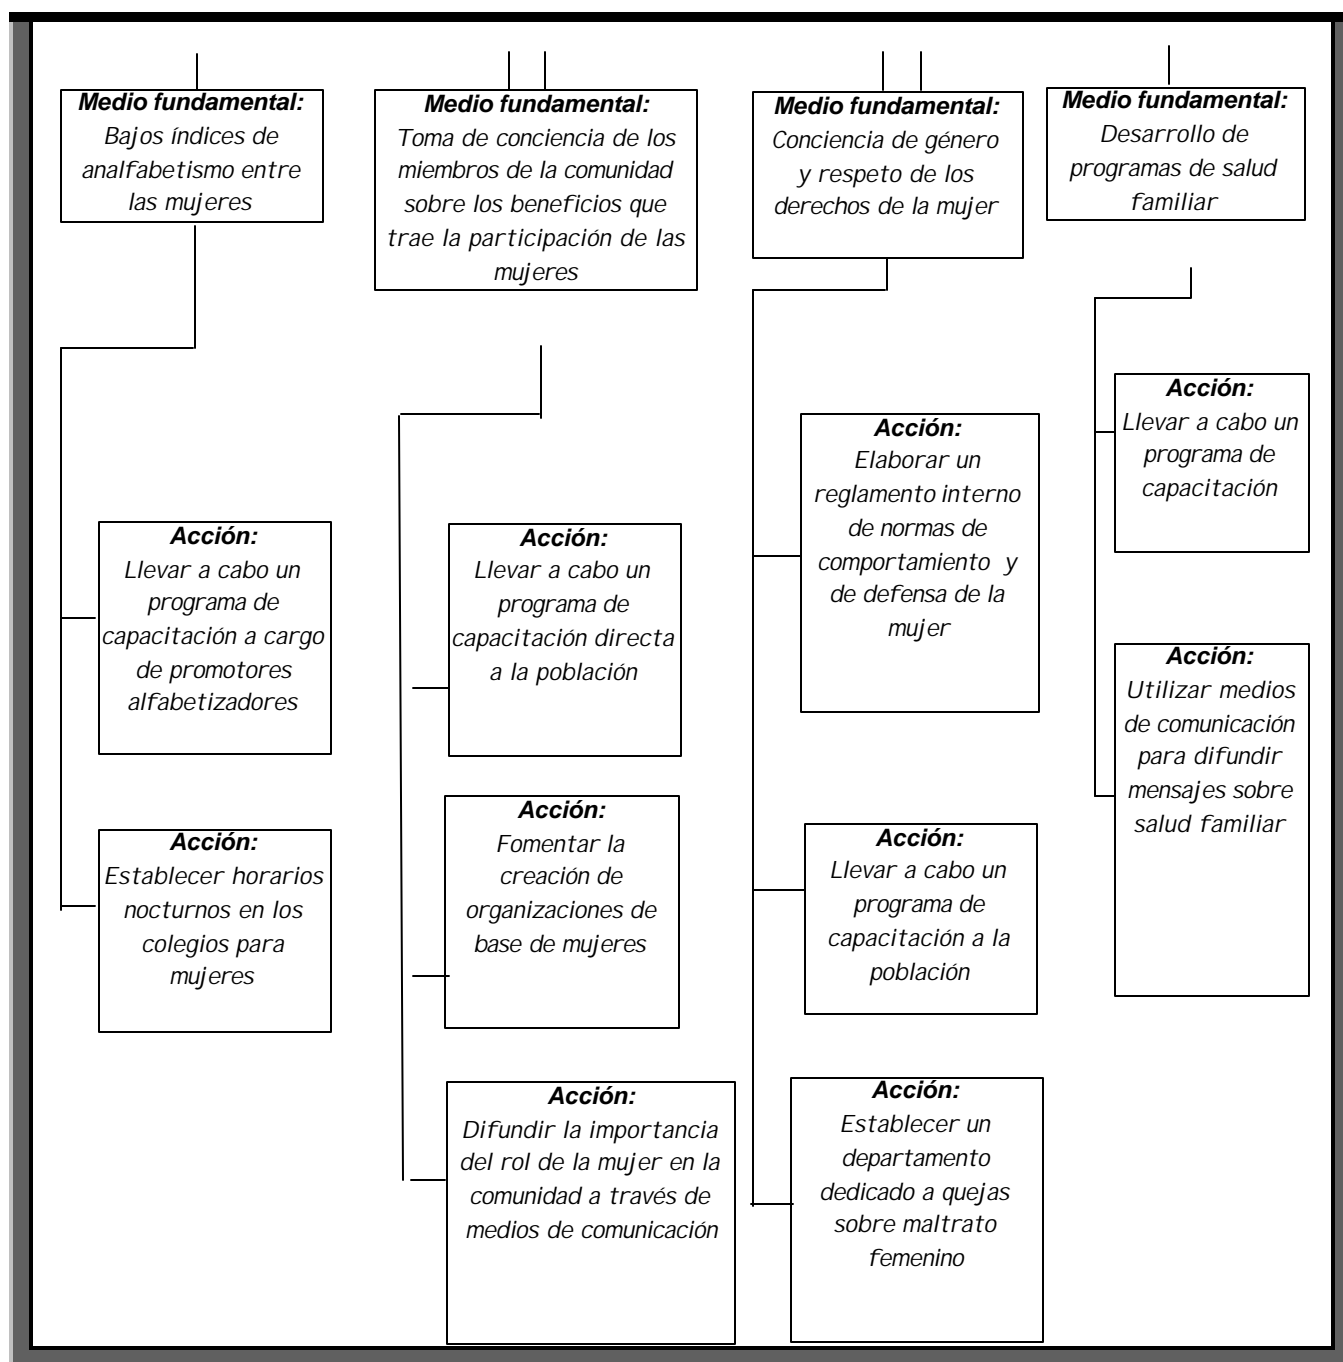 Medio fundamental:
Bajos índices de
analfabetismo entre
las mujeres
Medio fundamental:
Toma de conciencia de los
miembros de la comunidad
sobre los beneficios que
trae la participación de las
mujeres
Medio fundamental:
Conciencia de género
y respeto de los
derechos de la mujer
Medio fundamental:
Desarrollo de
programas de salud
familiar
Acción:
Llevar a cabo un
programa de
capacitación a cargo
de promotores
alfabetizadores
Acción:
Establecer horarios
nocturnos en los
colegios para
mujeres
Acción:
Llevar a cabo un
programa de
capacitación directa
a la población
Acción:
Fomentar la
creación de
organizaciones de
base de mujeres
Acción:
Difundir la importancia
del rol de la mujer en la
comunidad a través de
medios de comunicación
Acción:
Elaborar un
reglamento interno
de normas de
comportamiento y
de defensa de la
mujer
Acción:
Llevar a cabo un
programa de
capacitación a la
población
Acción:
Establecer un
departamento
dedicado a quejas
sobre maltrato
femenino
Acción:
Llevar a cabo un
programa de
capacitación
Acción:
Utilizar medios
de comunicación
para difundir
mensajes sobre
salud familiar